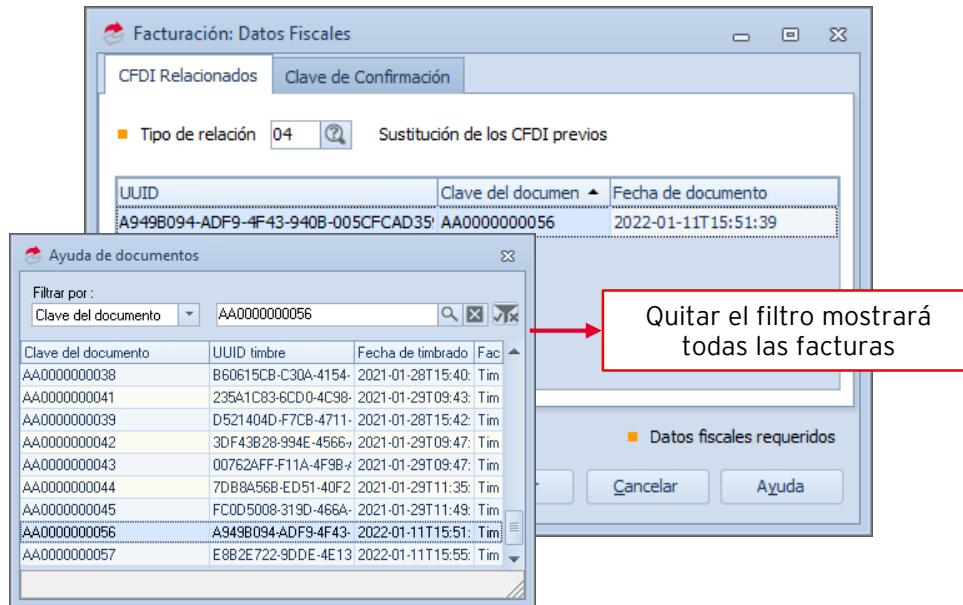 Facturación: Datos Fiscales
CFDI Relacionados Clave de Confirmación
Tipo de relación 04 Sustitución de los CFDI previos
UUID Clave del documen Fecha de documento
A949B094-ADF9-4F43-940B-005CFCAD35 AA0000000056 2022-01-11T15:51:39
Ayuda de documentos
Filtrar por :
Clave del documento AA0000000056
Clave del documento UUID timbre Fecha de timbrado Fac
AA0000000038 B60615CB-C30A-4154- 2021-01-28T15:40: Tim
AA0000000041 235A1C83-6CD0-4C98- 2021-01-29T09:43: Tim
AA0000000039 D521404D-F7CB-4711- 2021-01-28T15:42: Tim
AA0000000042 3DF43B28-994E-4566- 2021-01-29T09:47: Tim
AA0000000043 00762AFF-F11A-4F9B- 2021-01-29T09:47: Tim
AA0000000044 7DB8A56B-ED51-40F2 2021-01-29T11:35: Tim
AA0000000045 FC0D5008-319D-466A- 2021-01-29T11:49: Tim
AA0000000056 A949B094-ADF9-4F43- 2022-01-11T15:51: Tim
AA0000000057 E8B2E722-9DDE-4E13 2022-01-11T15:55: Tim
Quitar el filtro mostrará
todas las facturas
Datos fiscales requeridos
Cancelar Ayuda